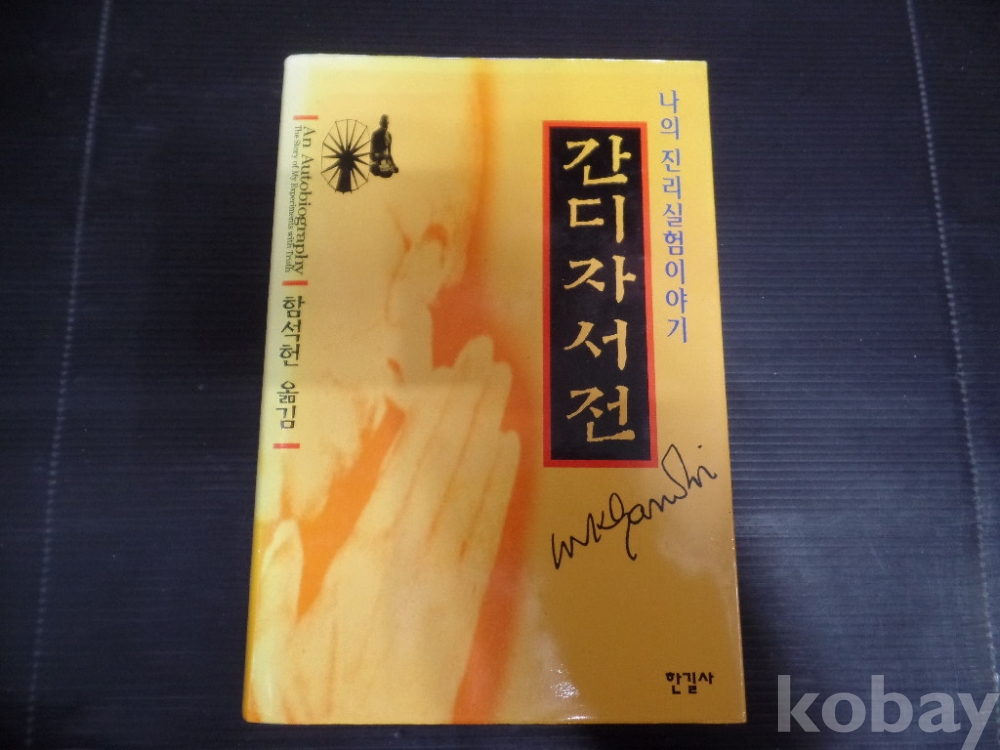 나의 진리실험이야기
간디자서전
An Autobiography
The Story of My Experiments with Truth
함석헌 옮김
MKGandhi
한길사
kobay